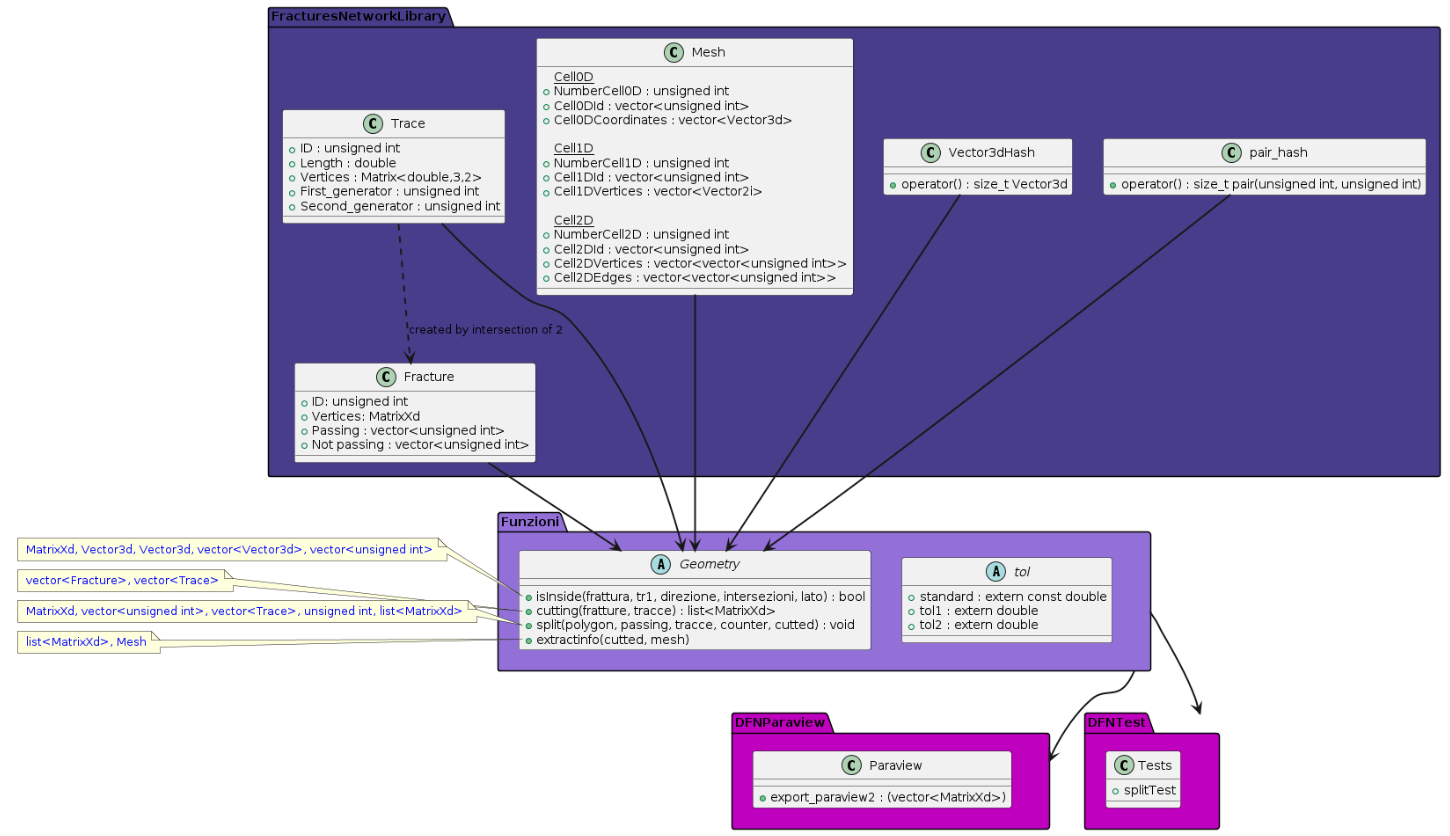 FracturesNetworkLibrary
C Mesh
Cell0D
NumberCell0D : unsigned int
Cell0DId : vector<unsigned int>
Cell0DCoordinates : vector<Vector3d>
Cell1D
NumberCell1D : unsigned int
Cell1DId : vector<unsigned int>
Cell1DVertices : vector<Vector2i>
Cell2D
NumberCell2D : unsigned int
Cell2DId : vector<unsigned int>
Cell2DVertices : vector<vector<unsigned int>>
Cell2DEdges : vector<vector<unsigned int>>
C Trace
ID : unsigned int
Length : double
Vertices : Matrix<double,3,2>
First_generator : unsigned int
Second_generator : unsigned int
C Vector3dHash
operator() : size_t Vector3d
C pair_hash
operator() : size_t pair(unsigned int, unsigned int)
created by intersection of 2
C Fracture
ID: unsigned int
Vertices: MatrixXd
Passing : vector<unsigned int>
Not passing : vector<unsigned int>
Funzioni
MatrixXd, Vector3d, Vector3d, vector<Vector3d>, vector<unsigned int>
vector<Fracture>, vector<Trace>
MatrixXd, vector<unsigned int>, vector<Trace>, unsigned int, list<MatrixXd>
list<MatrixXd>, Mesh
A Geometry
isInside(frattura, tr1, direzione, intersezioni, lato) : bool
cutting(fratture, tracce) : list<MatrixXd>
split(polygon, passing, tracce, counter, cutted) : void
extractinfo(cutted, mesh)
A tol
standard : extern const double
tol1 : extern double
tol2 : extern double
DFNParaview
C Paraview
export_paraview2 : (vector<MatrixXd>)
DFNTest
C Tests
splitTest